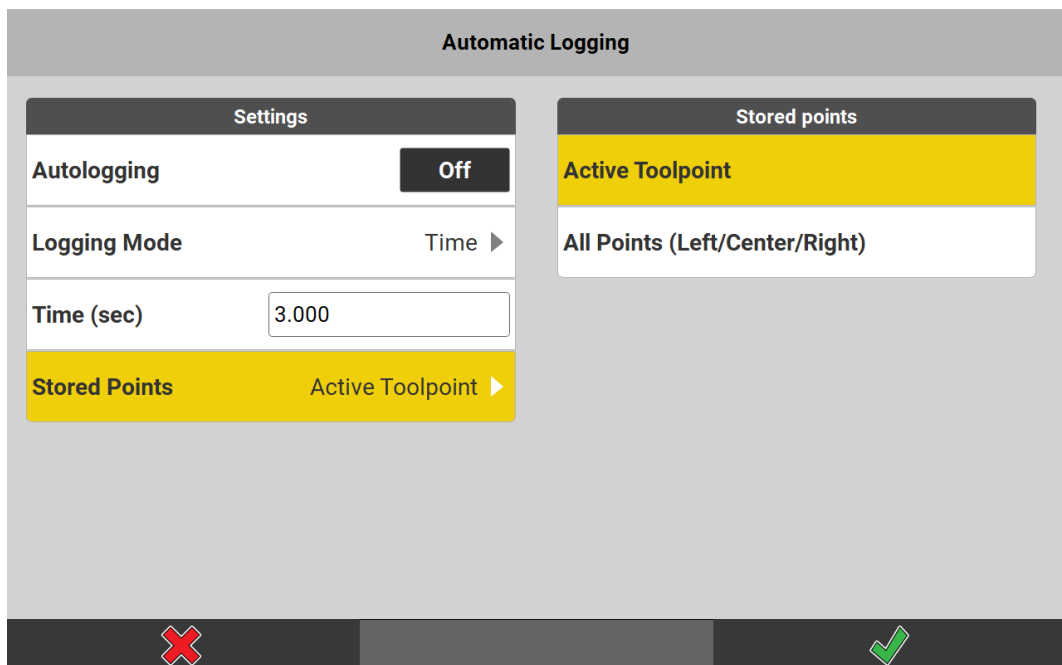 Automatic Logging
Settings
Autologging Off
Logging Mode Time
Time (sec) 3.000
Stored Points Active Toolpoint
Stored points
Active Toolpoint
All Points (Left/Center/Right)